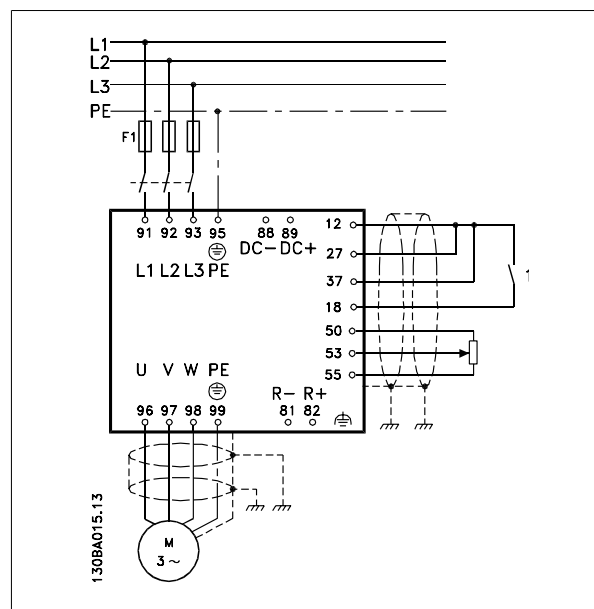 L1
L2
L3
PE
F1
91 92 93 95 88 89
DC- DC+
L1 L2 L3 PE
12
27
37
18
1
50
53
55
U V W PE
96 97 98 99
R- R+
81 82
M
3 ~
130BA015.13